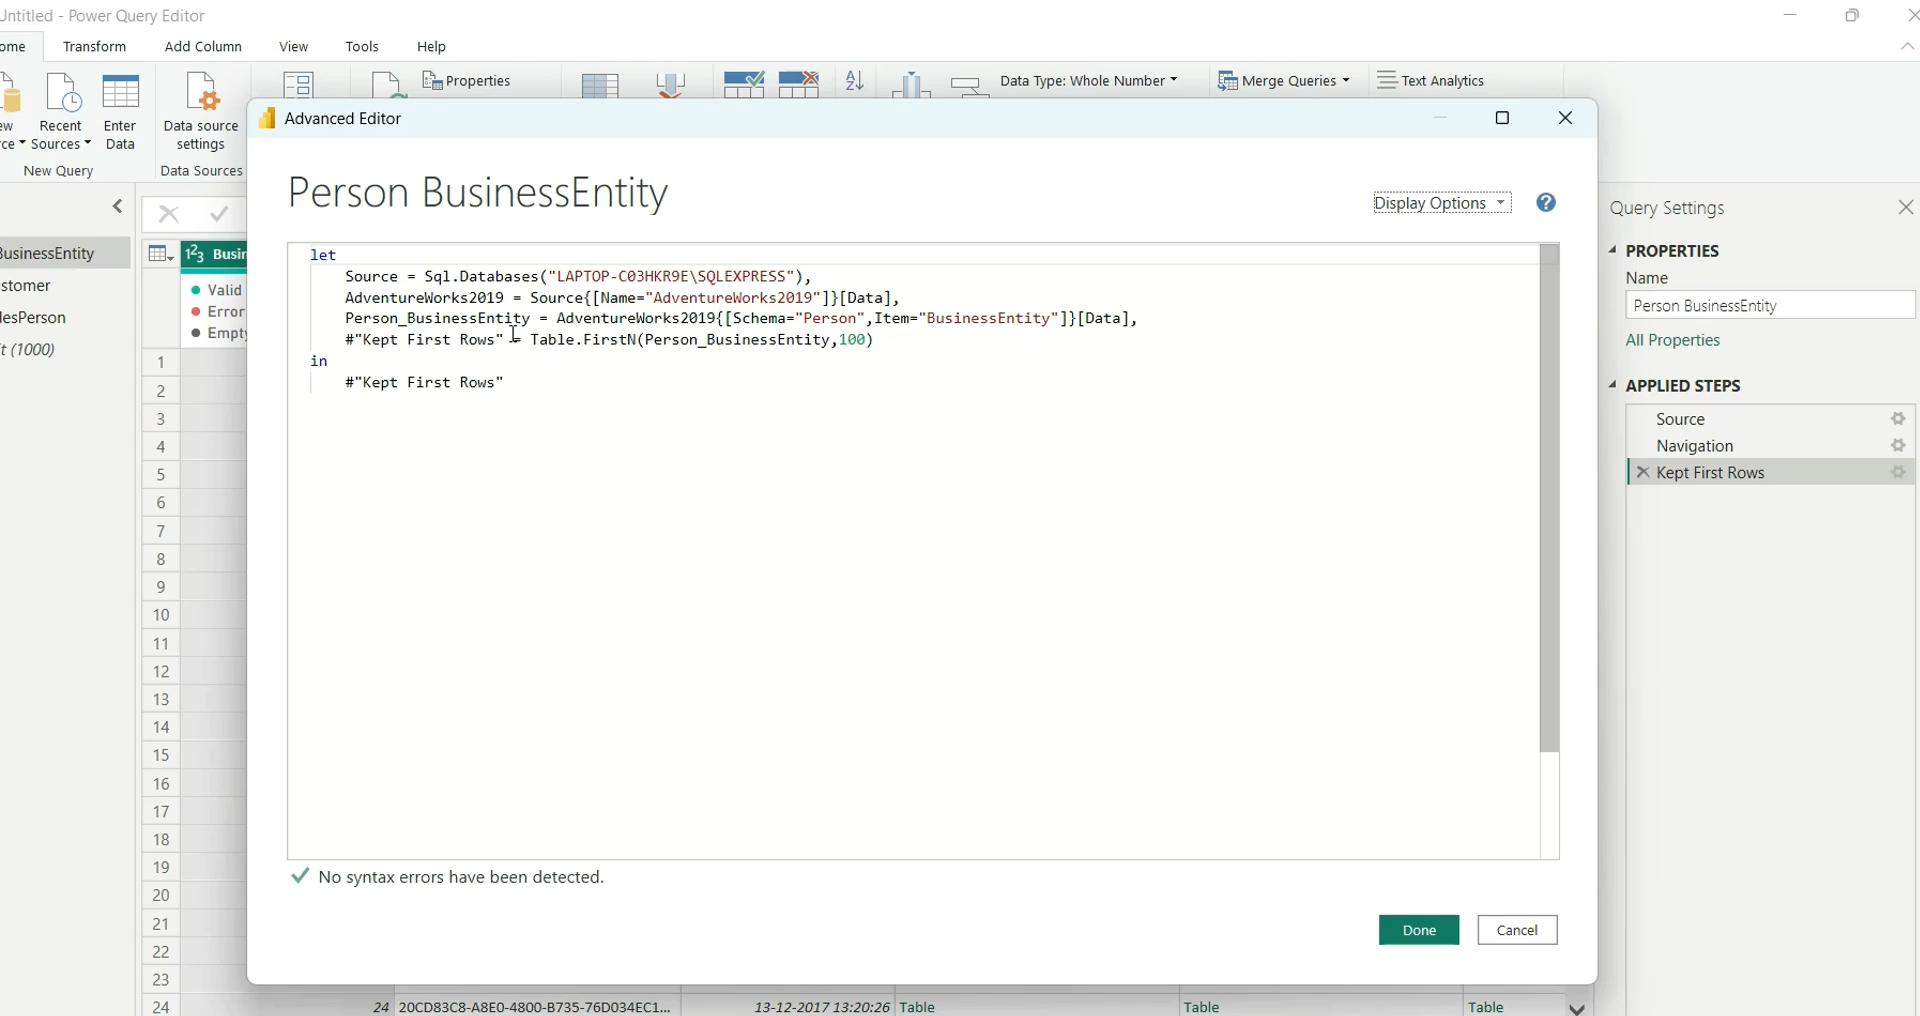 Untitled - Power Query Editor
ome Transform Add Column View Tools Help
Properties Data Type: Whole Number Merge Queries Text Analytics
ew Recent Enter Data source
ce Sources Data settings
New Query Data Sources
Advanced Editor
Person BusinessEntity
Display Options
let
Source = Sql.Databases("LAPTOP-C03HKR9E\SQLEXPRESS"),
AdventureWorks2019 = Source{[Name="AdventureWorks2019"]}[Data],
Person_BusinessEntity = AdventureWorks2019{[Schema="Person",Item="BusinessEntity"]}[Data],
#"Kept First Rows" = Table.FirstN(Person_BusinessEntity,100)
in
#"Kept First Rows"
No syntax errors have been detected.
Done Cancel
BusinessEntity
stomer
lesPerson
t (1000)
123 Busin
Valid
Error
Empty
1
2
3
4
5
6
7
8
9
10
11
12
13
14
15
16
17
18
19
20
21
22
23
24 24 20CD83C8-A8E0-4800-B735-76D034EC1... 13-12-2017 13:20:26 Table Table Table
Query Settings
PROPERTIES
Name
Person BusinessEntity
All Properties
APPLIED STEPS
Source
Navigation
Kept First Rows